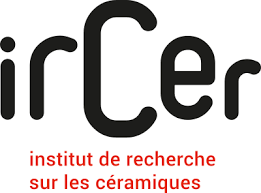 irCer
institut de recherche
sur les céramiques